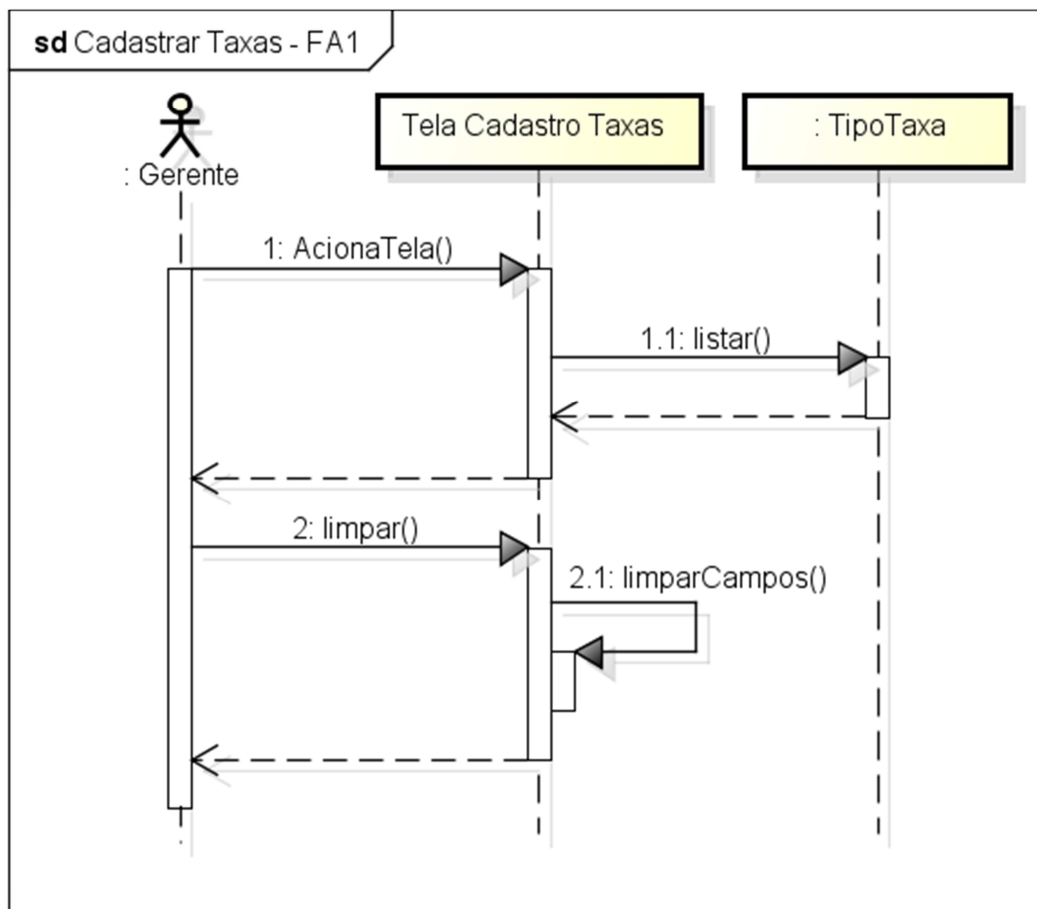 sd Cadastrar Taxas - FA1
: Gerente
Tela Cadastro Taxas
: TipoTaxa
1: AcionaTela()
1.1: listar()
2: limpar()
2.1: limparCampos()